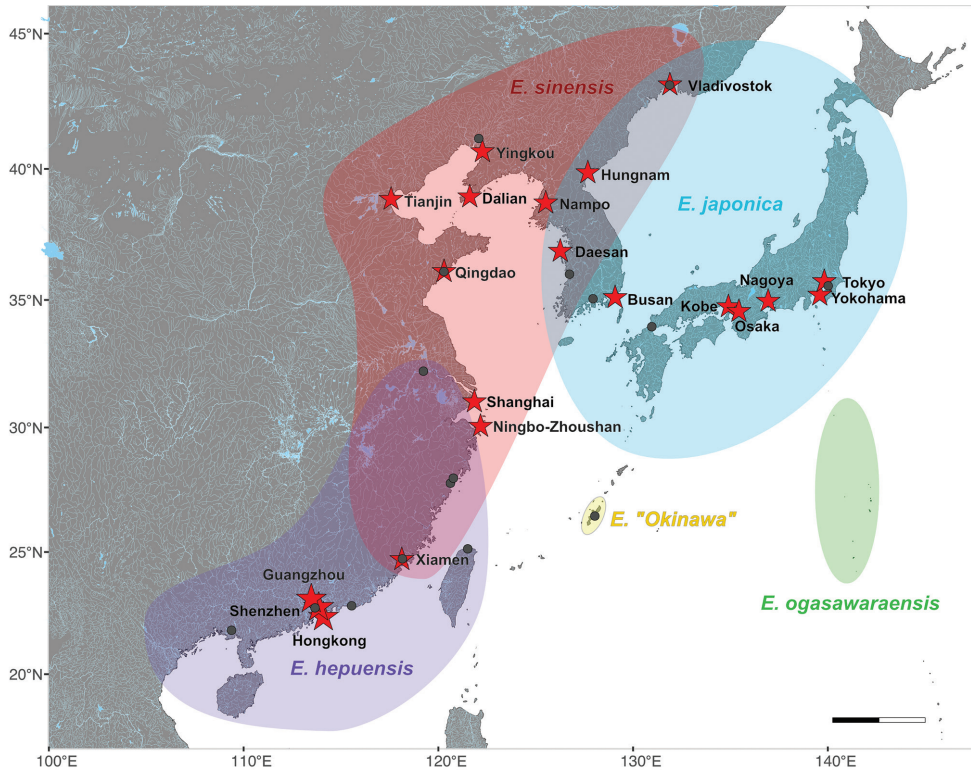 45°N
E. sinensis
Vladivostok
Yingkou
40°N
Hungnam
Tianjin
Dalian
Nampo
E. japonica
Daesan
Qingdao
Nagoya
Tokyo
35°N
Busan
Kobe
Yokohama
Osaka
Shanghai
30°N
Ningbo-Zhoushan
E. "Okinawa"
25°N
Xiamen
Guangzhou
E. ogasawaraensis
Shenzhen
Hongkong
E. hepuensis
20°N
100°E
110°E
120°E
130°E
140°E